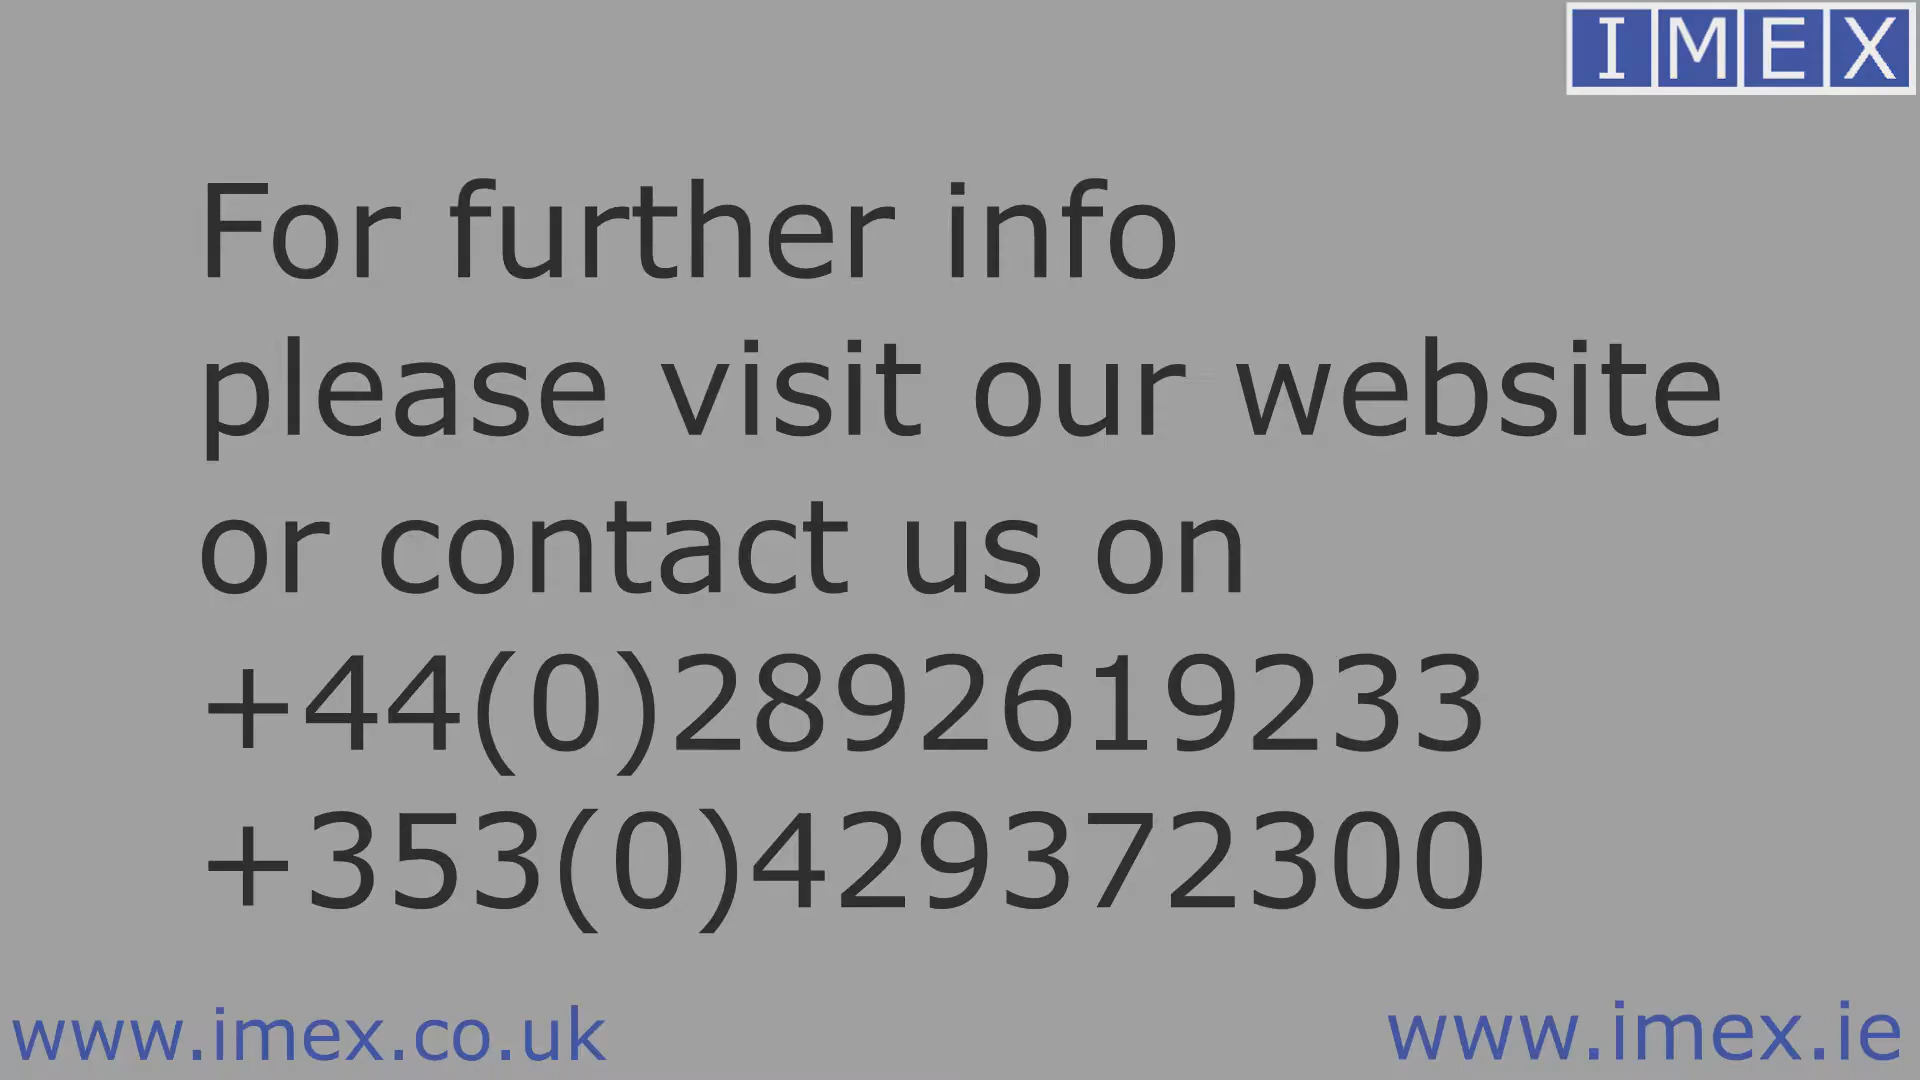 IMEX
For further info
please visit our website
or contact us on
+44(0)2892619233
+353(0)429372300
www.imex.co.uk
www.imex.ie